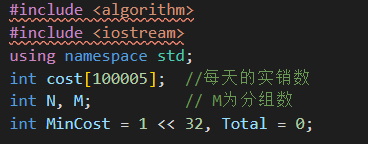 #include <algorithm>
#include <iostream>
using namespace std;
int cost[100005];  //每天的实销数
int N, M;          // M为分组数
int MinCost = 1 << 32, Total = 0;